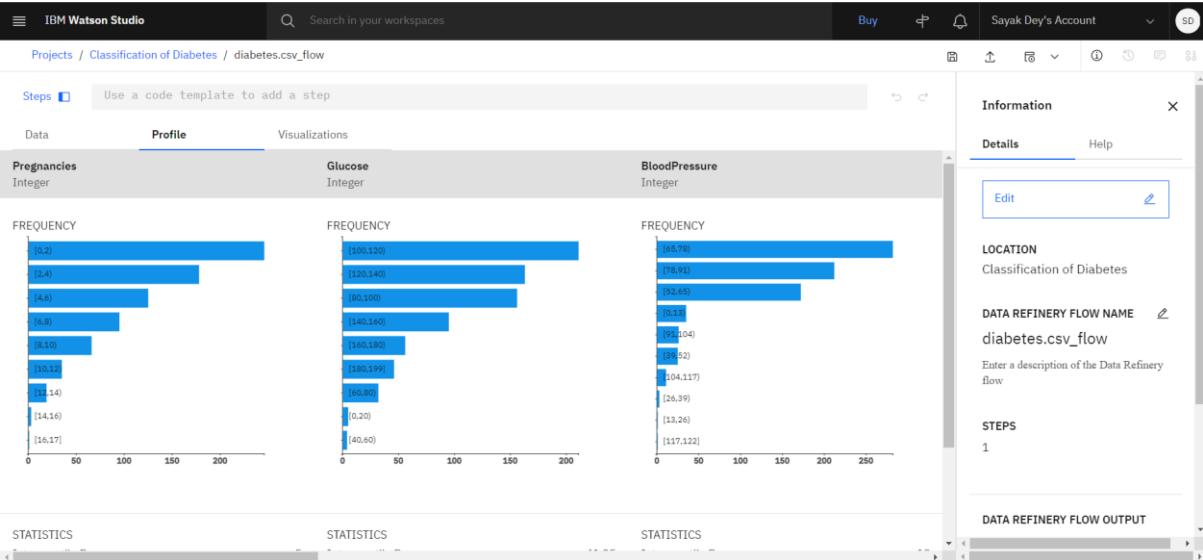 IBM Watson Studio
Search in your workspaces
Buy
Sayak Dey's Account
SD
Projects / Classification of Diabetes / diabetes.csv_flow
Steps
Use a code template to add a step
Data Profile Visualizations
Pregnancies
Integer
FREQUENCY
[0,2)
[2,4)
[4,6)
[6,8)
[8,10)
[10,12)
[12,14)
[14,16)
[16,17]
0 50 100 150 200
STATISTICS
Glucose
Integer
FREQUENCY
[100,120)
[120,140)
[80,100)
[140,160)
[160,180)
[180,199]
[60,80)
[0,20)
[40,60)
0 50 100 150 200
STATISTICS
BloodPressure
Integer
FREQUENCY
[65,78)
[78,91)
[52,65)
[0,13)
[91,104)
[39,52)
[104,117)
[26,39)
[13,26)
[117,122]
0 50 100 150 200 250
STATISTICS
Information
Details Help
Edit
LOCATION
Classification of Diabetes
DATA REFINERY FLOW NAME
diabetes.csv_flow
Enter a description of the Data Refinery
flow
STEPS
1
DATA REFINERY FLOW OUTPUT